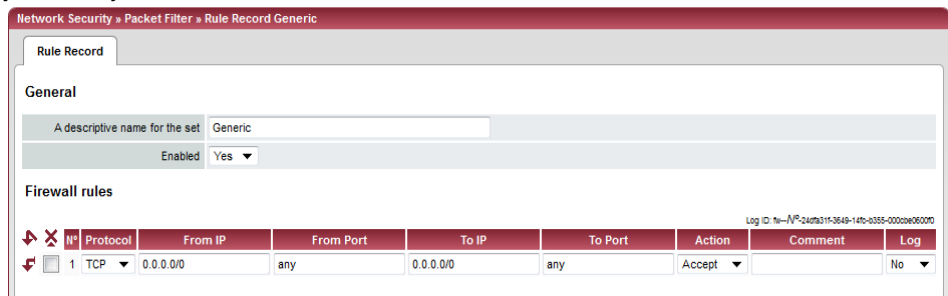 Network Security » Packet Filter » Rule Record Generic
Rule Record
General
A descriptive name for the set Generic
Enabled Yes
Firewall rules
Log ID: fw-Nº-24dfa31f-3649-14fc-b355-000cbe0600f0
Nº Protocol From IP From Port To IP To Port Action Comment Log
1 TCP 0.0.0.0/0 any 0.0.0.0/0 any Accept No